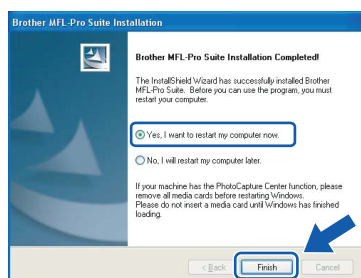 Brother MFL-Pro Suite Installation
Brother MFL-Pro Suite Installation Completed!
The InstallShield Wizard has successfully installed Brother
MFL-Pro Suite. Before you can use the program, you must
restart your computer.
Yes, I want to restart my computer now.
No, I will restart my computer later.
If your machine has the PhotoCapture Center function, please
remove all media cards before restarting Windows.
Please do not insert a media card until Windows has finished
loading.
< Back
Finish
Cancel